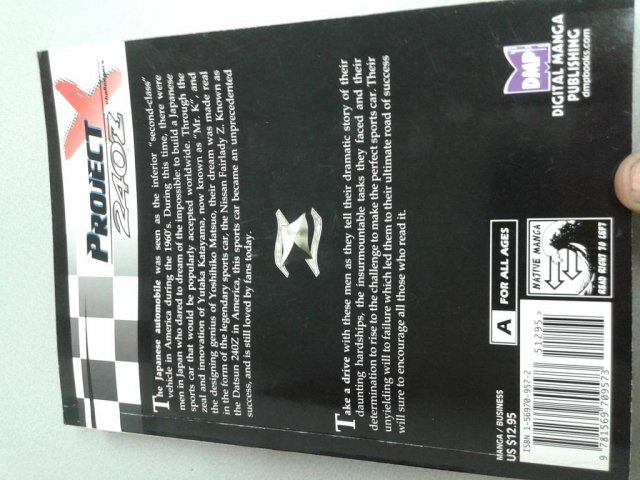 PROJECT X
Challengers
240Z
The Japanese automobile was seen as the inferior "second-class"
vehicle in America during the 1960's. During this time, there were
men in Japan who dared to dream of the impossible: to build a Japanese
sports car that would be popularly accepted worldwide. Through the
zeal and innovation of Yutaka Katayama, now known as "Mr. K", and
the designing genius of Yoshihiko Matsuo, their dream was made real
in the form of the legendary sports car, the Nissan Fairlady Z. Known as
the Datsun 240Z in America, this sports car became an unprecedented
success, and is still loved by fans today.
Take a drive with these men as they tell their dramatic story of their
daunting hardships, the insurmountable tasks they faced and their
determination to rise to the challenge to make the perfect sports car. Their
unyielding will to failure which led them to their ultimate road of success
will sure to encourage all those who read it.
MANGA / BUSINESS
US $12.95
ISBN 1-56970-957-2
51295>
9 781569 709573
A FOR ALL AGES
NATIVE MANGA
READ RIGHT TO LEFT
DMP
DIGITAL MANGA
PUBLISHING
dmpbooks.com